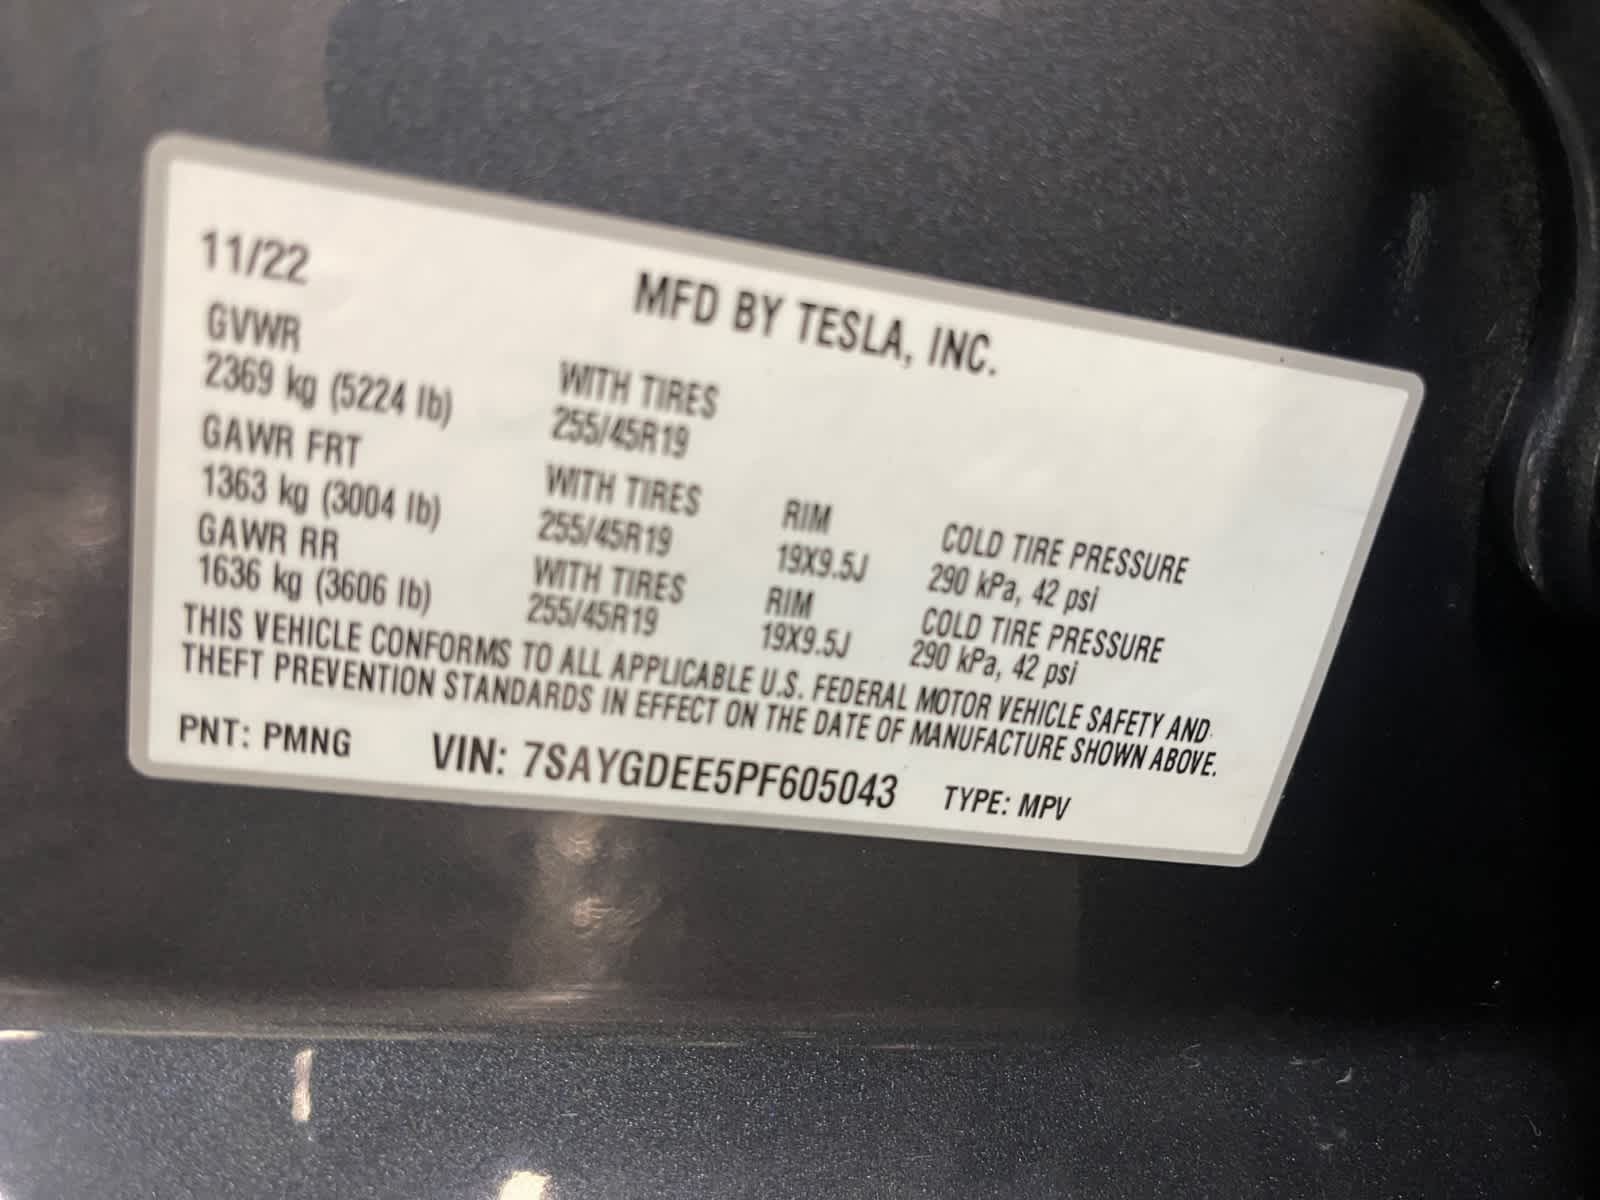 11/22
MFD BY TESLA, INC.
GVWR
2369 kg (5224 lb)
WITH TIRES
255/45R19
GAWR FRT
1363 kg (3004 lb)
WITH TIRES
255/45R19
RIM
19X9.5J
COLD TIRE PRESSURE
290 kPa, 42 psi
GAWR RR
1636 kg (3606 lb)
WITH TIRES
255/45R19
RIM
19X9.5J
COLD TIRE PRESSURE
290 kPa, 42 psi
THIS VEHICLE CONFORMS TO ALL APPLICABLE U.S. FEDERAL MOTOR VEHICLE SAFETY AND
THEFT PREVENTION STANDARDS IN EFFECT ON THE DATE OF MANUFACTURE SHOWN ABOVE.
PNT: PMNG VIN: 7SAYGDEE5PF605043 TYPE: MPV